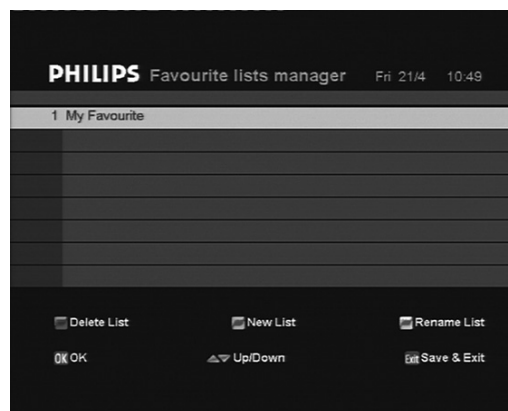 PHILIPS Favourite lists manager Fri 21/4 10:49
1 My Favourite
Delete List New List Rename List
OK OK Up/Down Exit Save & Exit